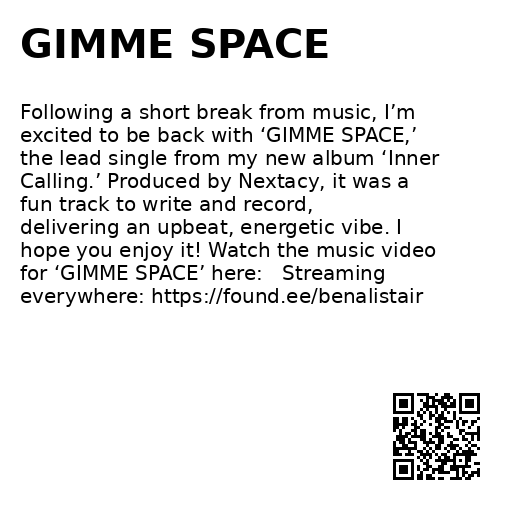 GIMME SPACE
Following a short break from music, I’m
excited to be back with ‘GIMME SPACE,’
the lead single from my new album ‘Inner
Calling.’ Produced by Nextacy, it was a
fun track to write and record,
delivering an upbeat, energetic vibe. I
hope you enjoy it! Watch the music video
for ‘GIMME SPACE’ here:   Streaming
everywhere: https://found.ee/benalistair